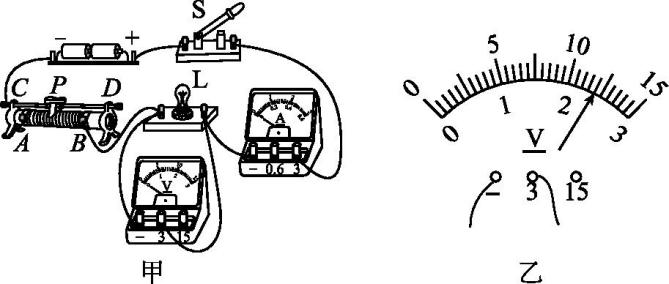 S
− +
C P D
L
A B
A
− 0.6 3
V
− 3 15
甲
0 5 10 15
0 1 2 3
V
− 3 15
乙